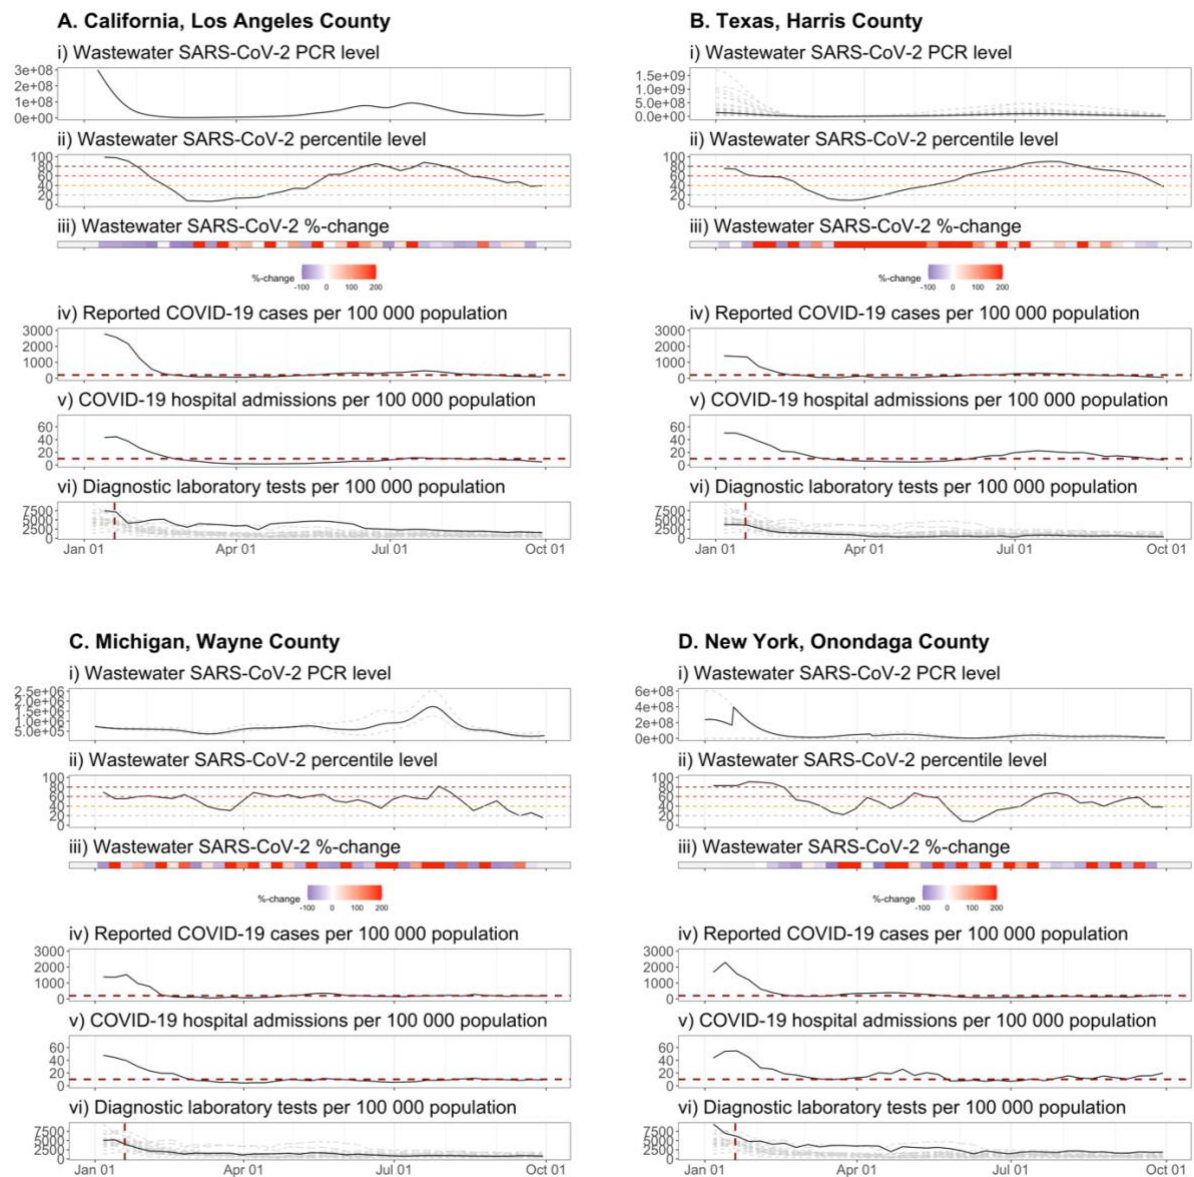 A. California, Los Angeles County
i) Wastewater SARS-CoV-2 PCR level
3e+08
2e+08
1e+08
0e+00
ii) Wastewater SARS-CoV-2 percentile level
100
80
60
40
20
0
iii) Wastewater SARS-CoV-2 %-change
%-change
-100 0 100 200
iv) Reported COVID-19 cases per 100 000 population
3000
2000
1000
0
v) COVID-19 hospital admissions per 100 000 population
60
40
20
0
vi) Diagnostic laboratory tests per 100 000 population
7500
5000
2500
0
Jan 01 Apr 01 Jul 01 Oct 01
B. Texas, Harris County
i) Wastewater SARS-CoV-2 PCR level
1.5e+09
1.0e+09
5.0e+08
0.0e+00
ii) Wastewater SARS-CoV-2 percentile level
100
80
60
40
20
0
iii) Wastewater SARS-CoV-2 %-change
%-change
-100 0 100 200
iv) Reported COVID-19 cases per 100 000 population
3000
2000
1000
0
v) COVID-19 hospital admissions per 100 000 population
60
40
20
0
vi) Diagnostic laboratory tests per 100 000 population
7500
5000
2500
0
Jan 01 Apr 01 Jul 01 Oct 01
C. Michigan, Wayne County
i) Wastewater SARS-CoV-2 PCR level
2.5e+06
2.0e+06
1.5e+06
1.0e+06
5.0e+05
ii) Wastewater SARS-CoV-2 percentile level
100
80
60
40
20
0
iii) Wastewater SARS-CoV-2 %-change
%-change
-100 0 100 200
iv) Reported COVID-19 cases per 100 000 population
3000
2000
1000
0
v) COVID-19 hospital admissions per 100 000 population
60
40
20
0
vi) Diagnostic laboratory tests per 100 000 population
7500
5000
2500
0
Jan 01 Apr 01 Jul 01 Oct 01
D. New York, Onondaga County
i) Wastewater SARS-CoV-2 PCR level
6e+08
4e+08
2e+08
0e+00
ii) Wastewater SARS-CoV-2 percentile level
100
80
60
40
20
0
iii) Wastewater SARS-CoV-2 %-change
%-change
-100 0 100 200
iv) Reported COVID-19 cases per 100 000 population
3000
2000
1000
0
v) COVID-19 hospital admissions per 100 000 population
60
40
20
0
vi) Diagnostic laboratory tests per 100 000 population
7500
5000
2500
0
Jan 01 Apr 01 Jul 01 Oct 01